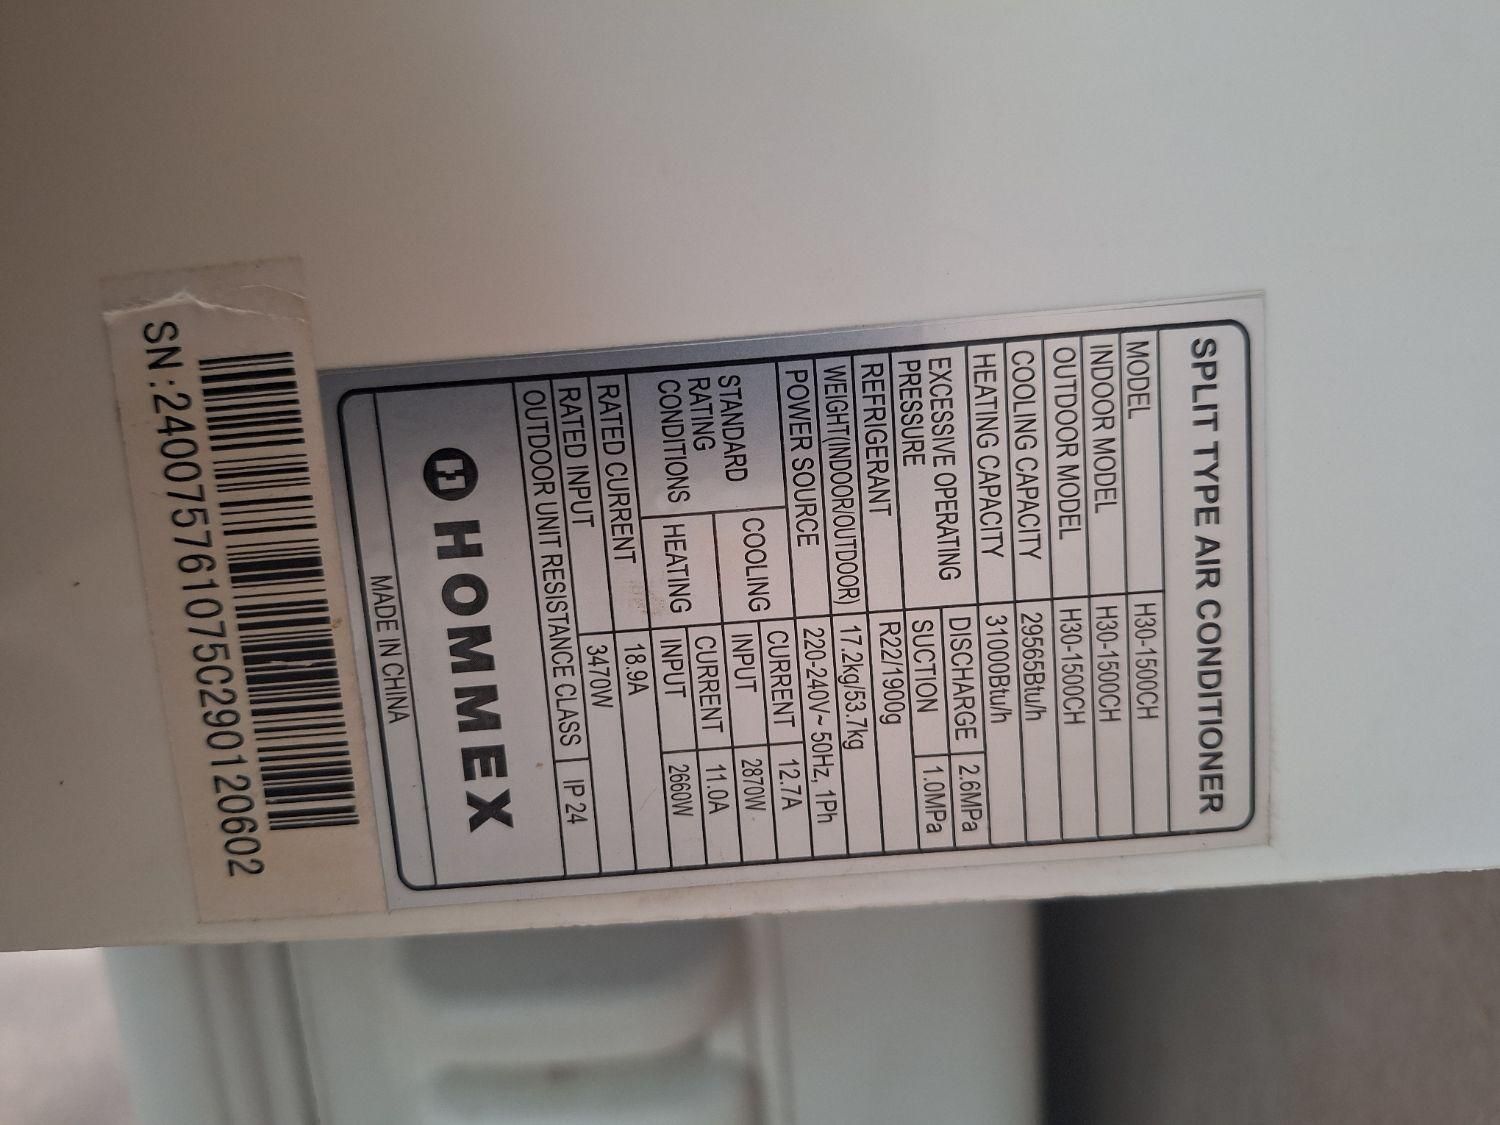 SPLIT TYPE AIR CONDITIONER
MODEL H30-1500CH
INDOOR MODEL H30-1500CH
OUTDOOR MODEL H30-1500CH
COOLING CAPACITY 29565Btu/h
HEATING CAPACITY 31000Btu/h
EXCESSIVE OPERATING PRESSURE DISCHARGE 2.6MPa
SUCTION 1.0MPa
REFRIGERANT R22/1900g
WEIGHT(INDOOR/OUTDOOR) 17.2kg/53.7kg
POWER SOURCE 220-240V~ 50Hz, 1Ph
STANDARD RATING CONDITIONS COOLING CURRENT 12.7A
INPUT 2870W
HEATING CURRENT 11.0A
INPUT 2660W
RATED CURRENT 18.9A
RATED INPUT 3470W
OUTDOOR UNIT RESISTANCE CLASS IP 24
H HOMMEX
MADE IN CHINA
SN:240075761075C290120602